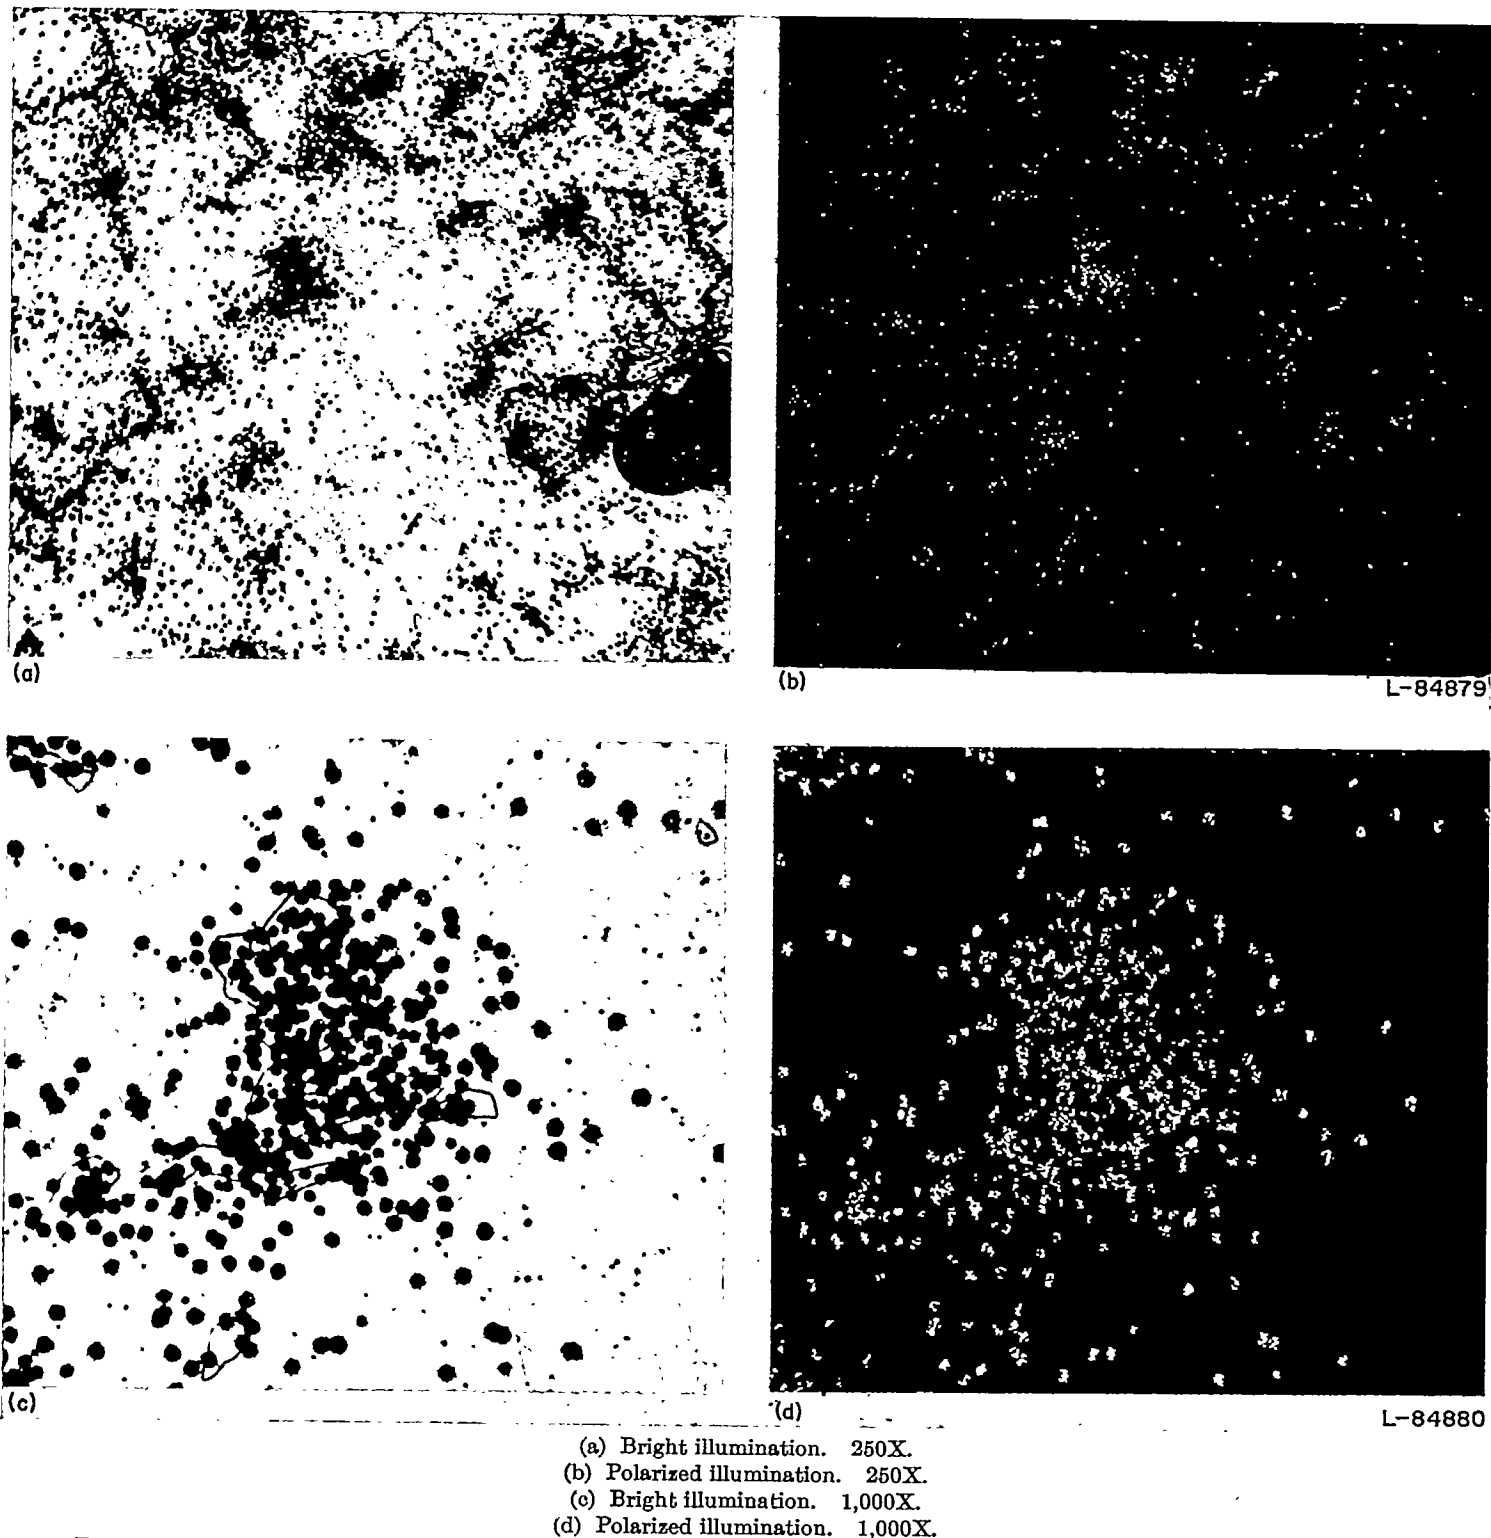 (a)
(b)
L-84879
(c)
(d)
L-84880
(a) Bright illumination. 250X.
(b) Polarized illumination. 250X.
(c) Bright illumination. 1,000X.
(d) Polarized illumination. 1,000X.